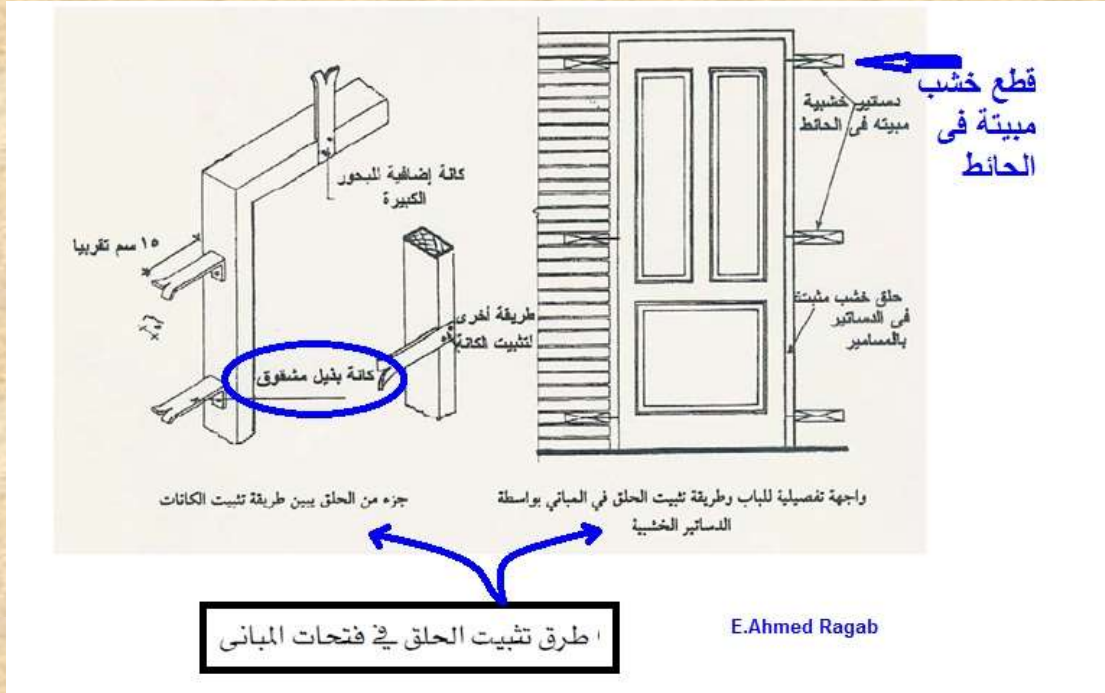 قطع خشب
مبيتة فى
الحائط
دساتير خشبية
مبيته فى الحائط
كانة إضافية للبحور
الكبيرة
١٥ سم تقريبا
طريقة أخرى
لتثبيت الكانة
كانة بذيل مشقوق
حلق خشب مثبت
فى الدساتير
بالمسامير
واجهة تفصيلية للباب وطريقة تثبيت الحلق في المباني بواسطة
الدساتير الخشبية
جزء من الحلق يبين طريقة تثبيت الكانات
طرق تثبيت الحلق في فتحات المبانى
E.Ahmed Ragab